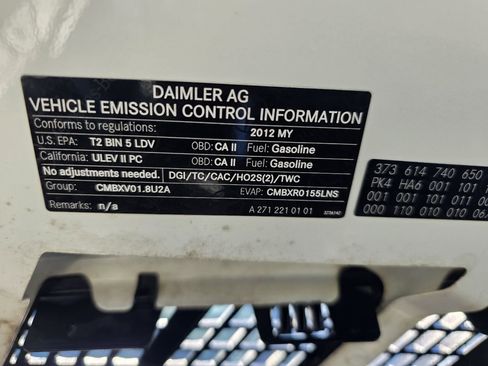 DAIMLER AG
VEHICLE EMISSION CONTROL INFORMATION
Conforms to regulations: 2012 MY
U.S. EPA: T2 BIN 5 LDV OBD: CA II Fuel: Gasoline
California: ULEV II PC OBD: CA II Fuel: Gasoline
No adjustments needed. DGI/TC/CAC/HO2S(2)/TWC
Group: CMBXV01.8U2A EVAP: CMBXR0155LNS
Remarks: n/a A 271 221 01 01
373 614 740 650
PK4 HA6 001 101 1
001 001 101 011 00
000 110 010 010 06